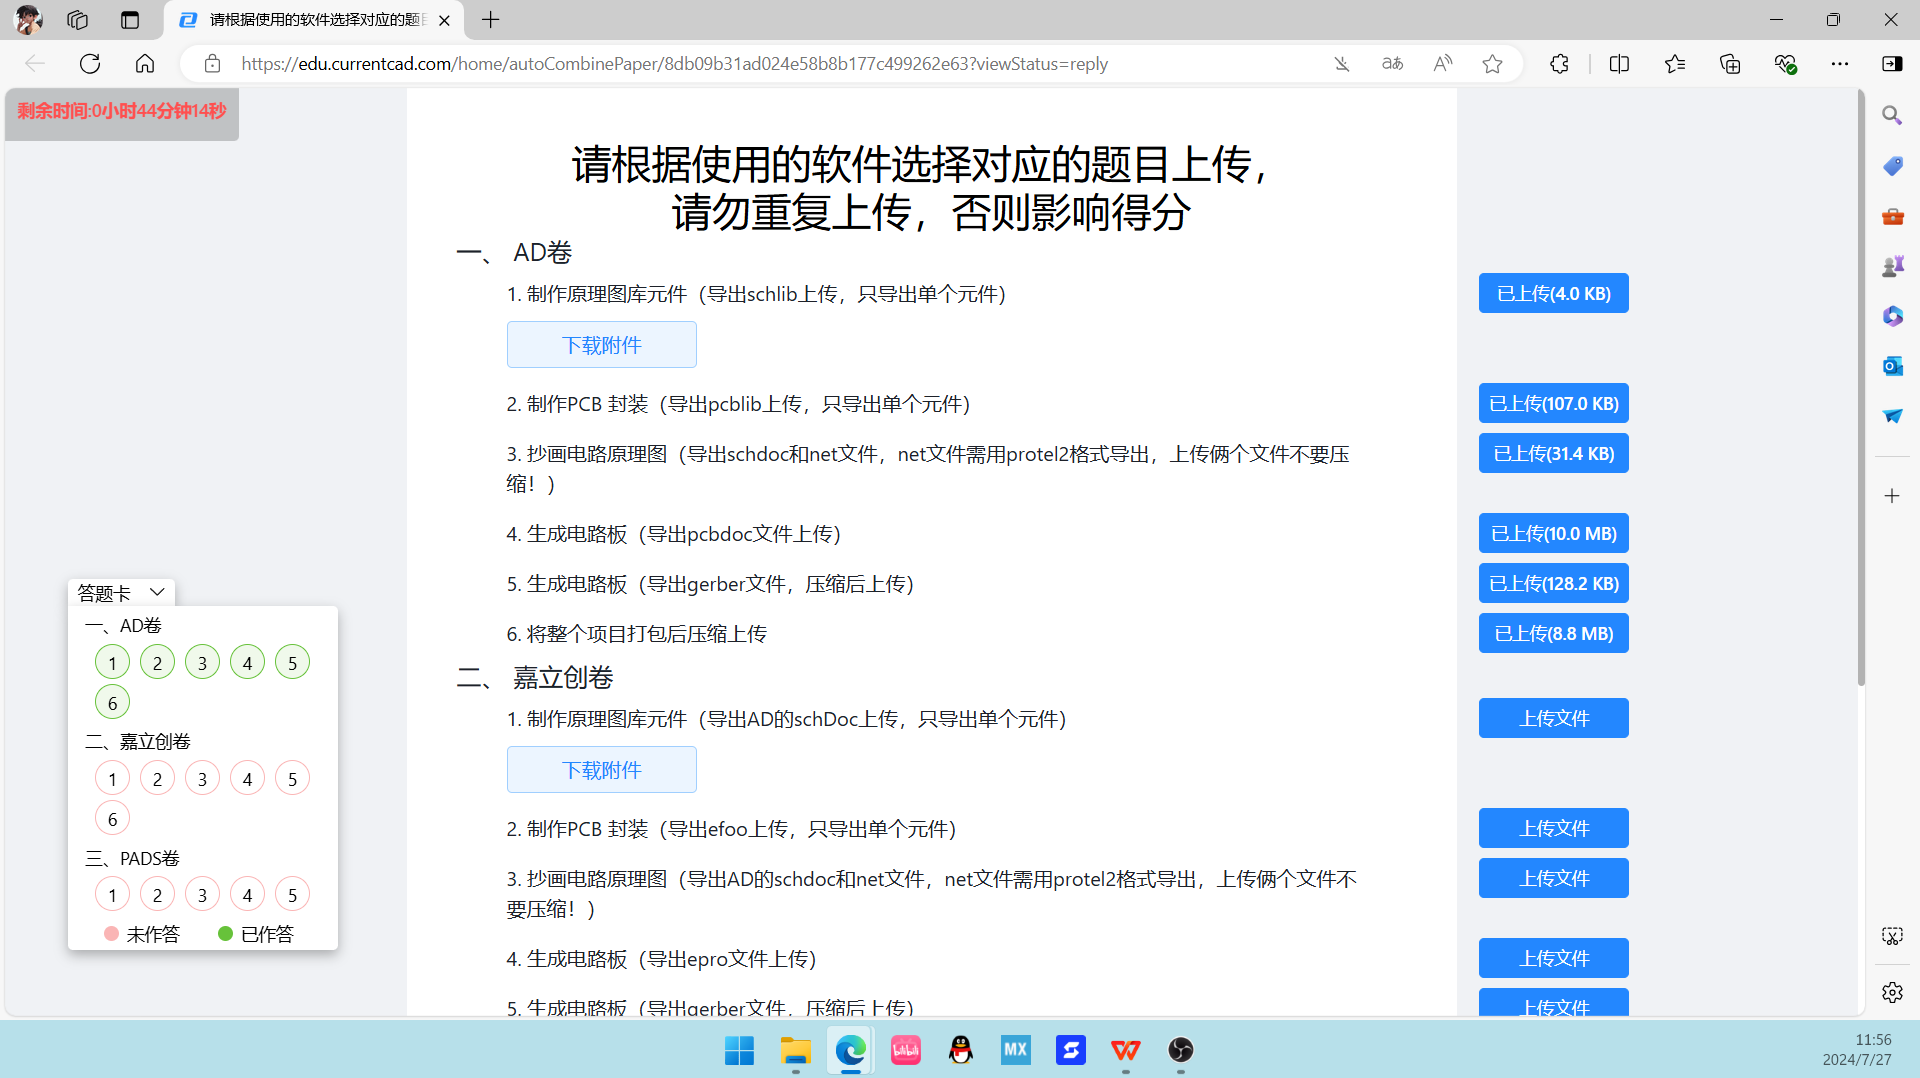 请根据使用的软件选择对应的题目
https://edu.currentcad.com/home/autoCombinePaper/8db09b31ad024e58b8b177c499262e63?viewStatus=reply
剩余时间:0小时44分钟14秒
请根据使用的软件选择对应的题目上传，
请勿重复上传，否则影响得分
一、 AD卷
1. 制作原理图库元件（导出schlib上传，只导出单个元件）
已上传(4.0 KB)
下载附件
2. 制作PCB 封装（导出pcblib上传，只导出单个元件）
已上传(107.0 KB)
3. 抄画电路原理图（导出schdoc和net文件，net文件需用protel2格式导出，上传俩个文件不要压
缩！）
已上传(31.4 KB)
4. 生成电路板（导出pcbdoc文件上传）
已上传(10.0 MB)
5. 生成电路板（导出gerber文件，压缩后上传）
已上传(128.2 KB)
6. 将整个项目打包后压缩上传
已上传(8.8 MB)
二、 嘉立创卷
1. 制作原理图库元件（导出AD的schDoc上传，只导出单个元件）
上传文件
下载附件
2. 制作PCB 封装（导出efoo上传，只导出单个元件）
上传文件
3. 抄画电路原理图（导出AD的schdoc和net文件，net文件需用protel2格式导出，上传俩个文件不
要压缩！）
上传文件
4. 生成电路板（导出epro文件上传）
上传文件
5. 生成电路板（导出gerber文件，压缩后上传）
上传文件
答题卡
一、AD卷
1 2 3 4 5
6
二、嘉立创卷
1 2 3 4 5
6
三、PADS卷
1 2 3 4 5
未作答 已作答
bilibili
MX
11:56
2024/7/27